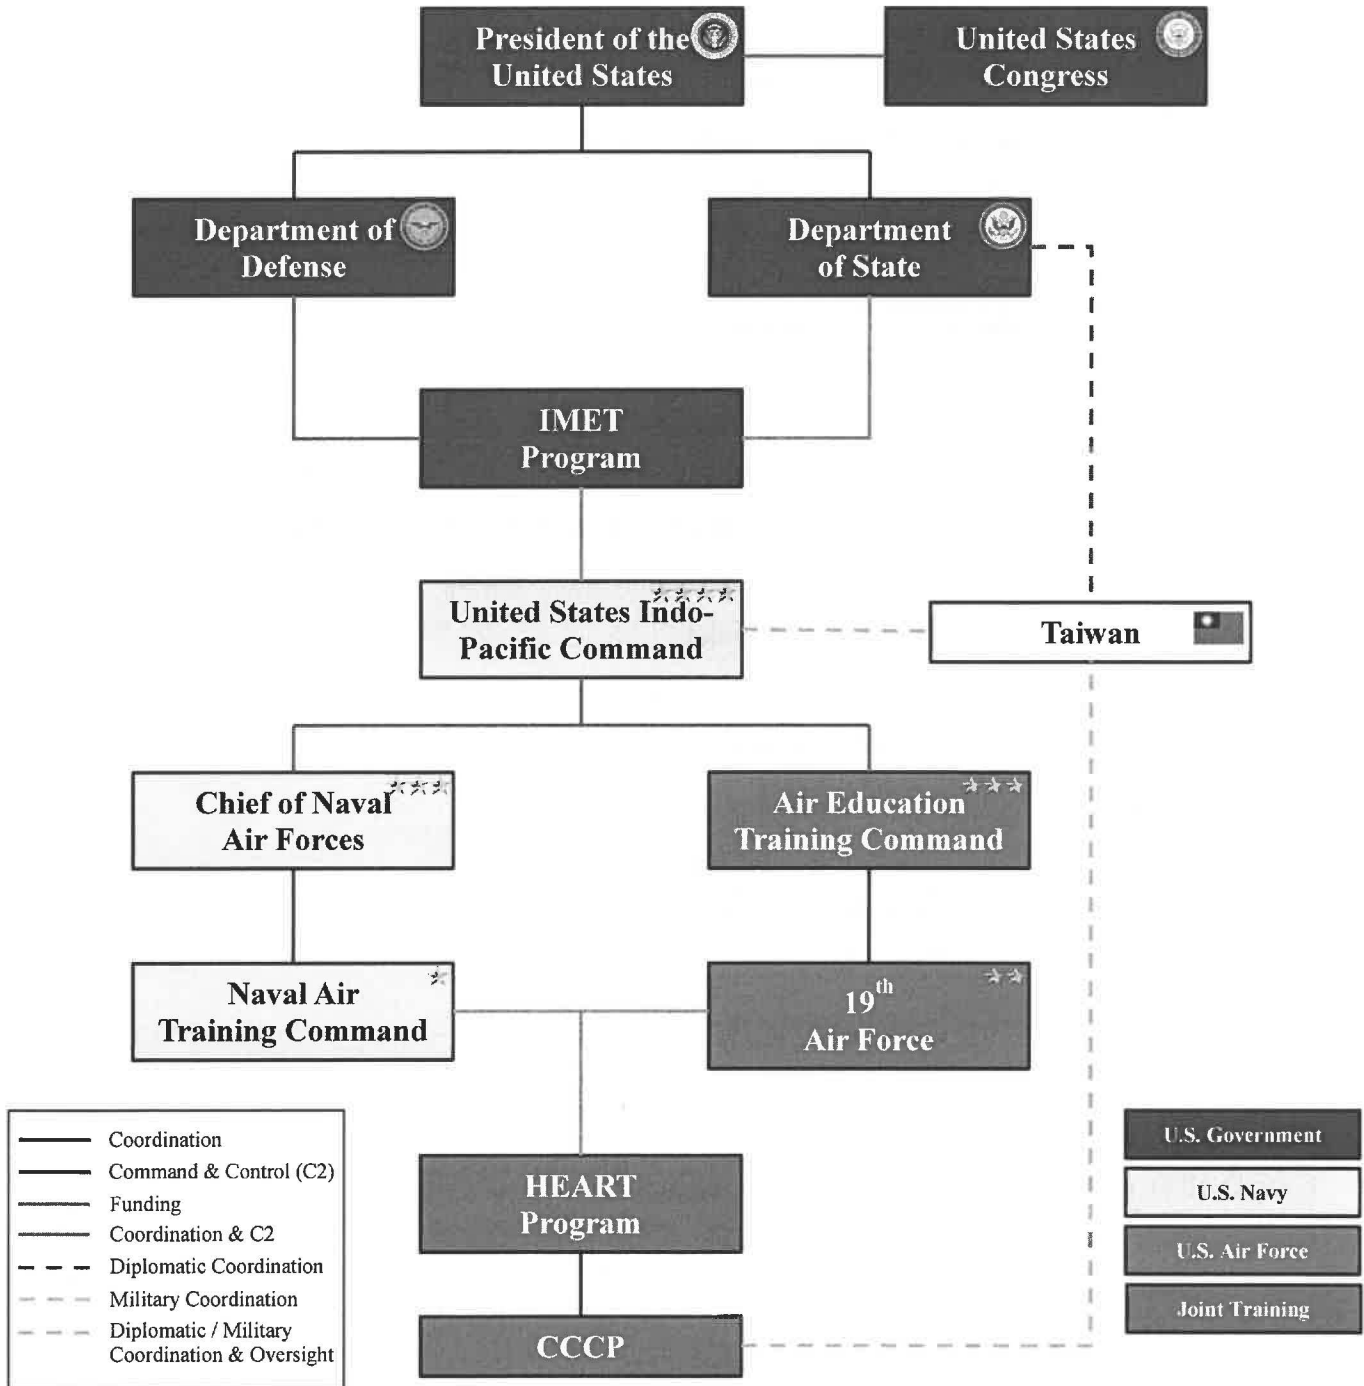 President of the
United States
United States
Congress
Department of
Defense
Department
of State
IMET
Program
United States Indo-
Pacific Command
Taiwan
Chief of Naval
Air Forces
Air Education
Training Command
Naval Air
Training Command
19th
Air Force
HEART
Program
CCCP
Coordination
Command & Control (C2)
Funding
Coordination & C2
Diplomatic Coordination
Military Coordination
Diplomatic / Military
Coordination & Oversight
U.S. Government
U.S. Navy
U.S. Air Force
Joint Training